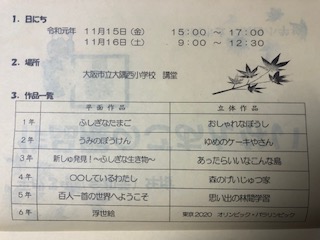 1. 日にち
令和元年 11月15日(金) 15:00 ～ 17:00
11月16日(土) 9:00 ～ 12:30
2. 場所
大阪市立大隅西小学校 講堂
3. 作品一覧
平面作品 立体作品
1年 ふしぎなたまご おしゃれなぼうし
2年 うみのぼうけん ゆめのケーキやさん
3年 新しゅ発見！～ふしぎな生き物～ あったらいいなこんな鳥
4年 〇〇しているわたし 森のげいじゅつ家
5年 百人一首の世界へようこそ 思い出の林間学習
6年 浮世絵 東京2020 オリンピック・パラリンピック